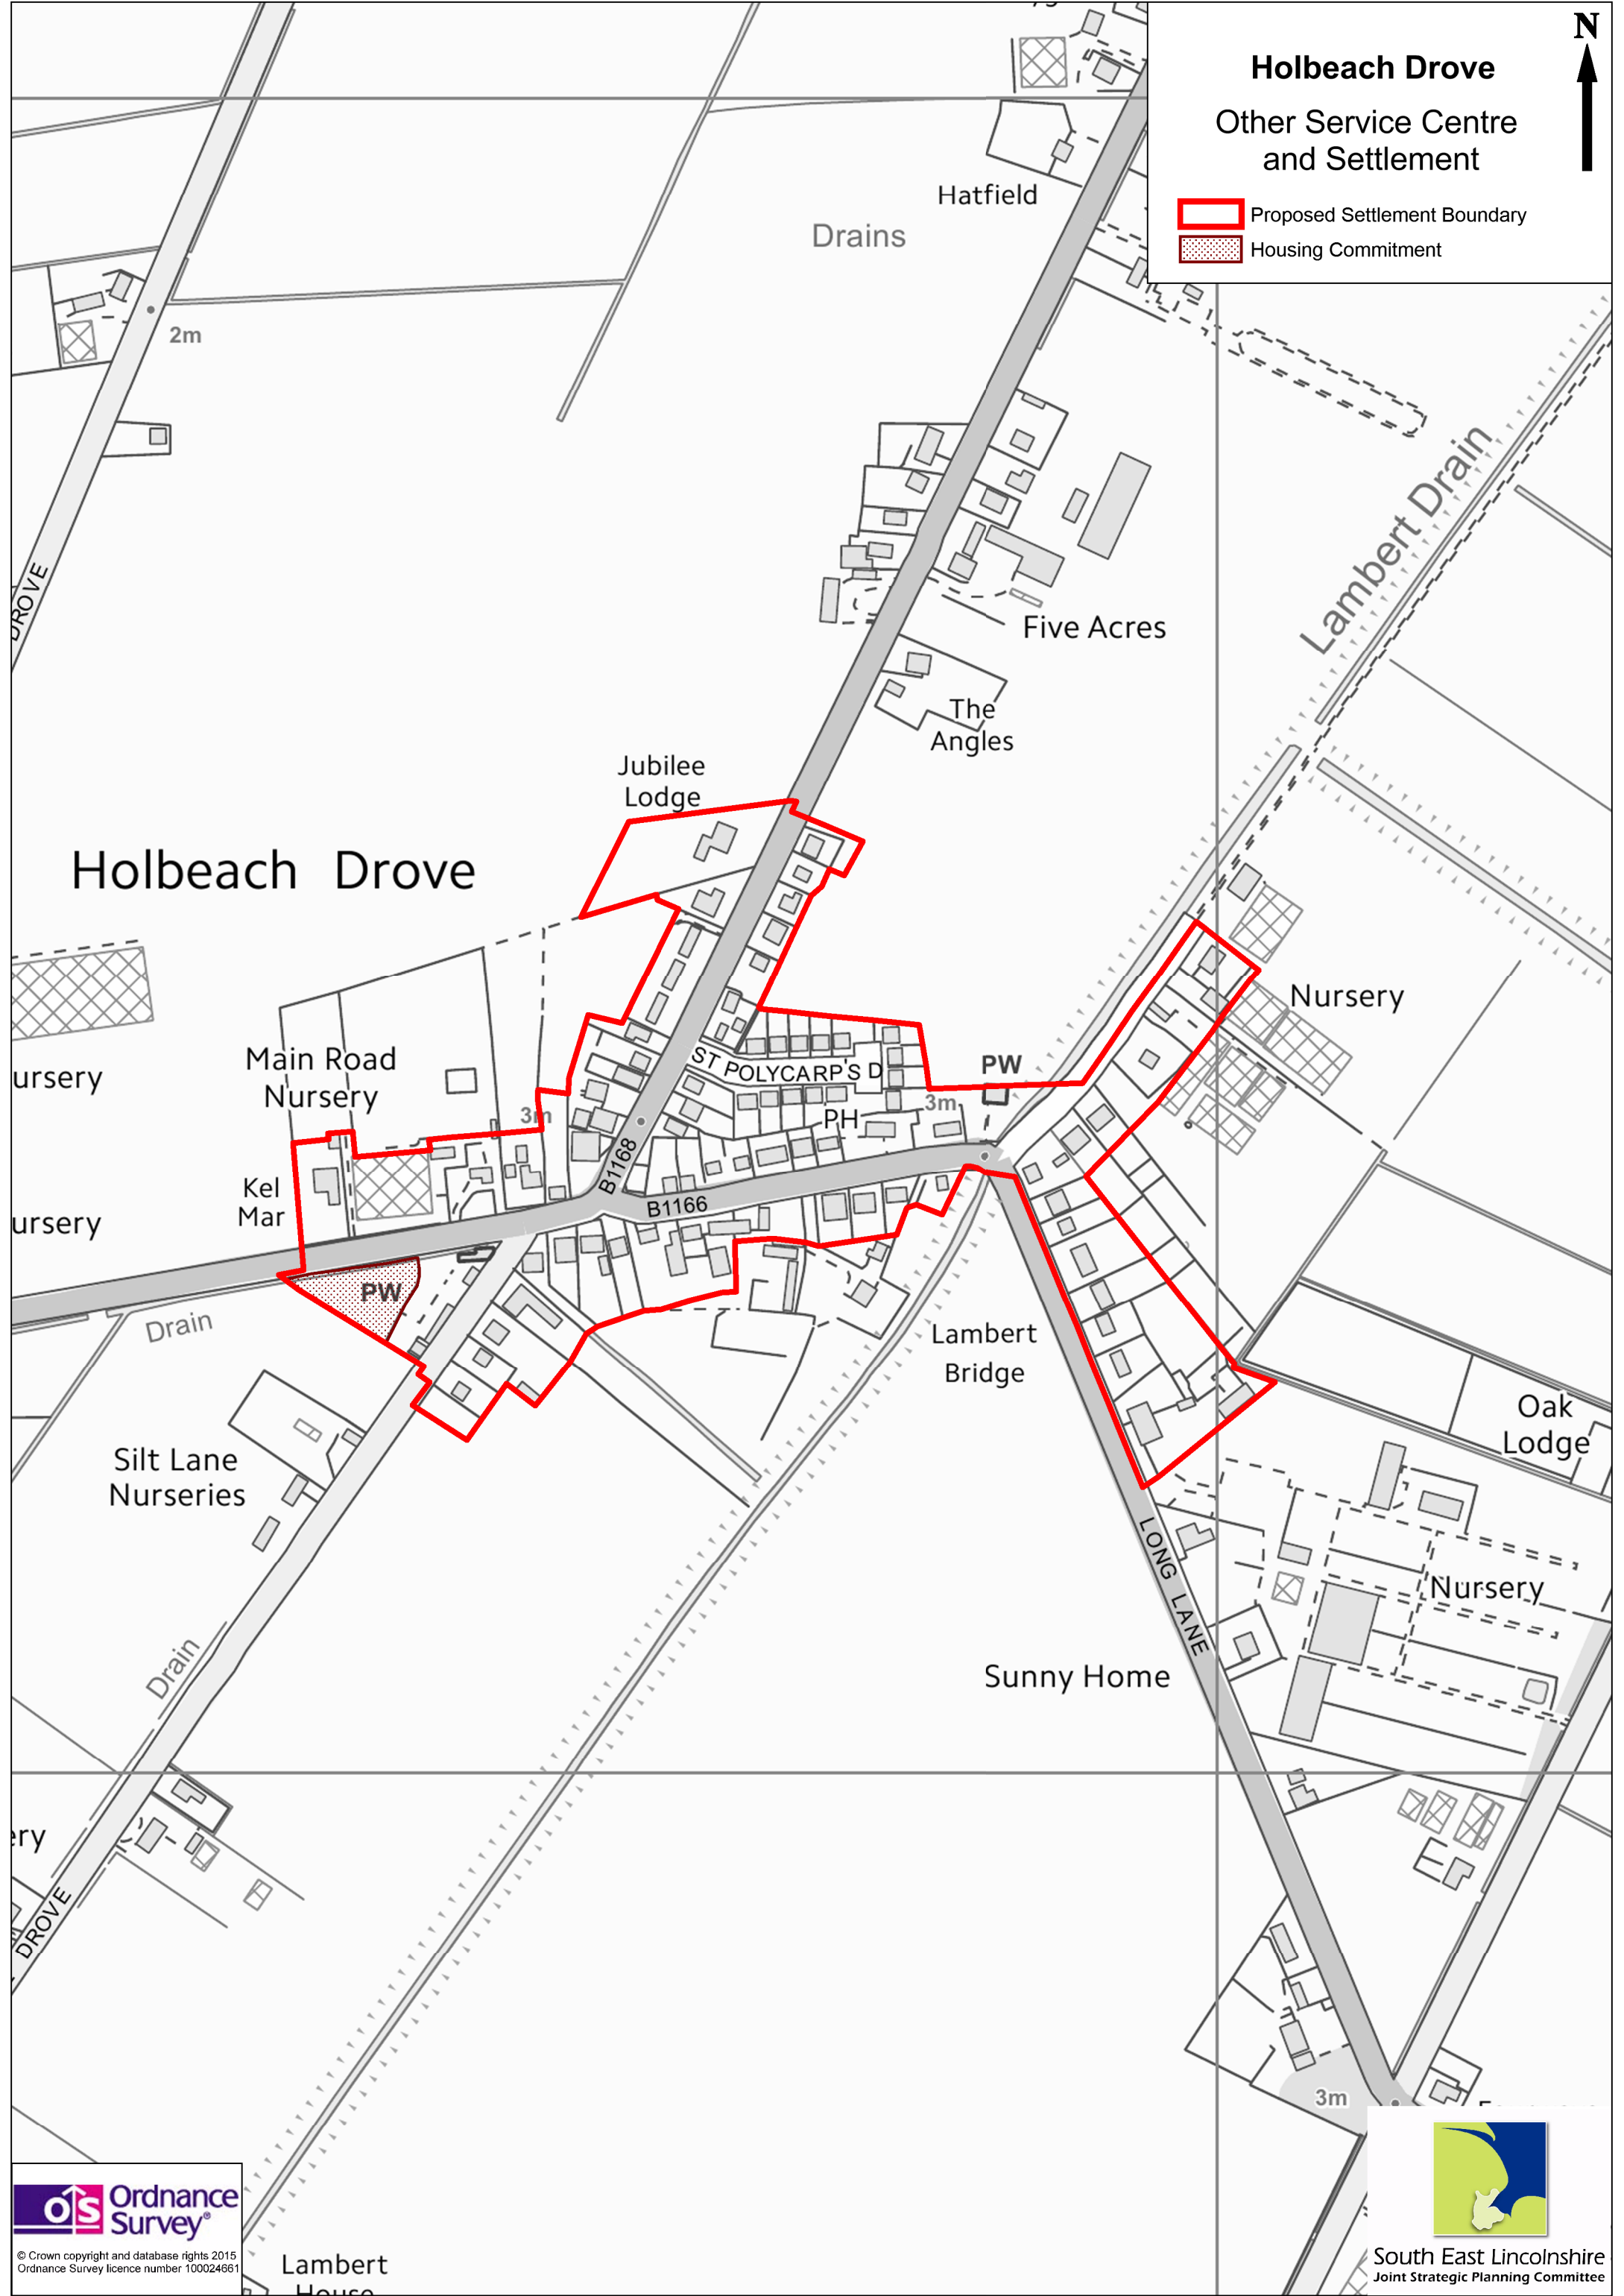 N
Holbeach Drove
Other Service Centre
and Settlement
Proposed Settlement Boundary
Housing Commitment
Hatfield
Drains
2m
Lambert Drain
DROVE
Five Acres
The
Angles
Jubilee
Lodge
Holbeach Drove
Nursery
Main Road
Nursery
ursery
ST POLYCARP'S D
PW
3m
3m
PH
B1168
Kel
Mar
B1166
ursery
PW
Drain
Lambert
Bridge
Oak
Lodge
Silt Lane
Nurseries
LONG LANE
Nursery
Drain
Sunny Home
ery
DROVE
3m
Ordnance
Survey®
© Crown copyright and database rights 2015
Ordnance Survey licence number 100024661
Lambert
House
South East Lincolnshire
Joint Strategic Planning Committee